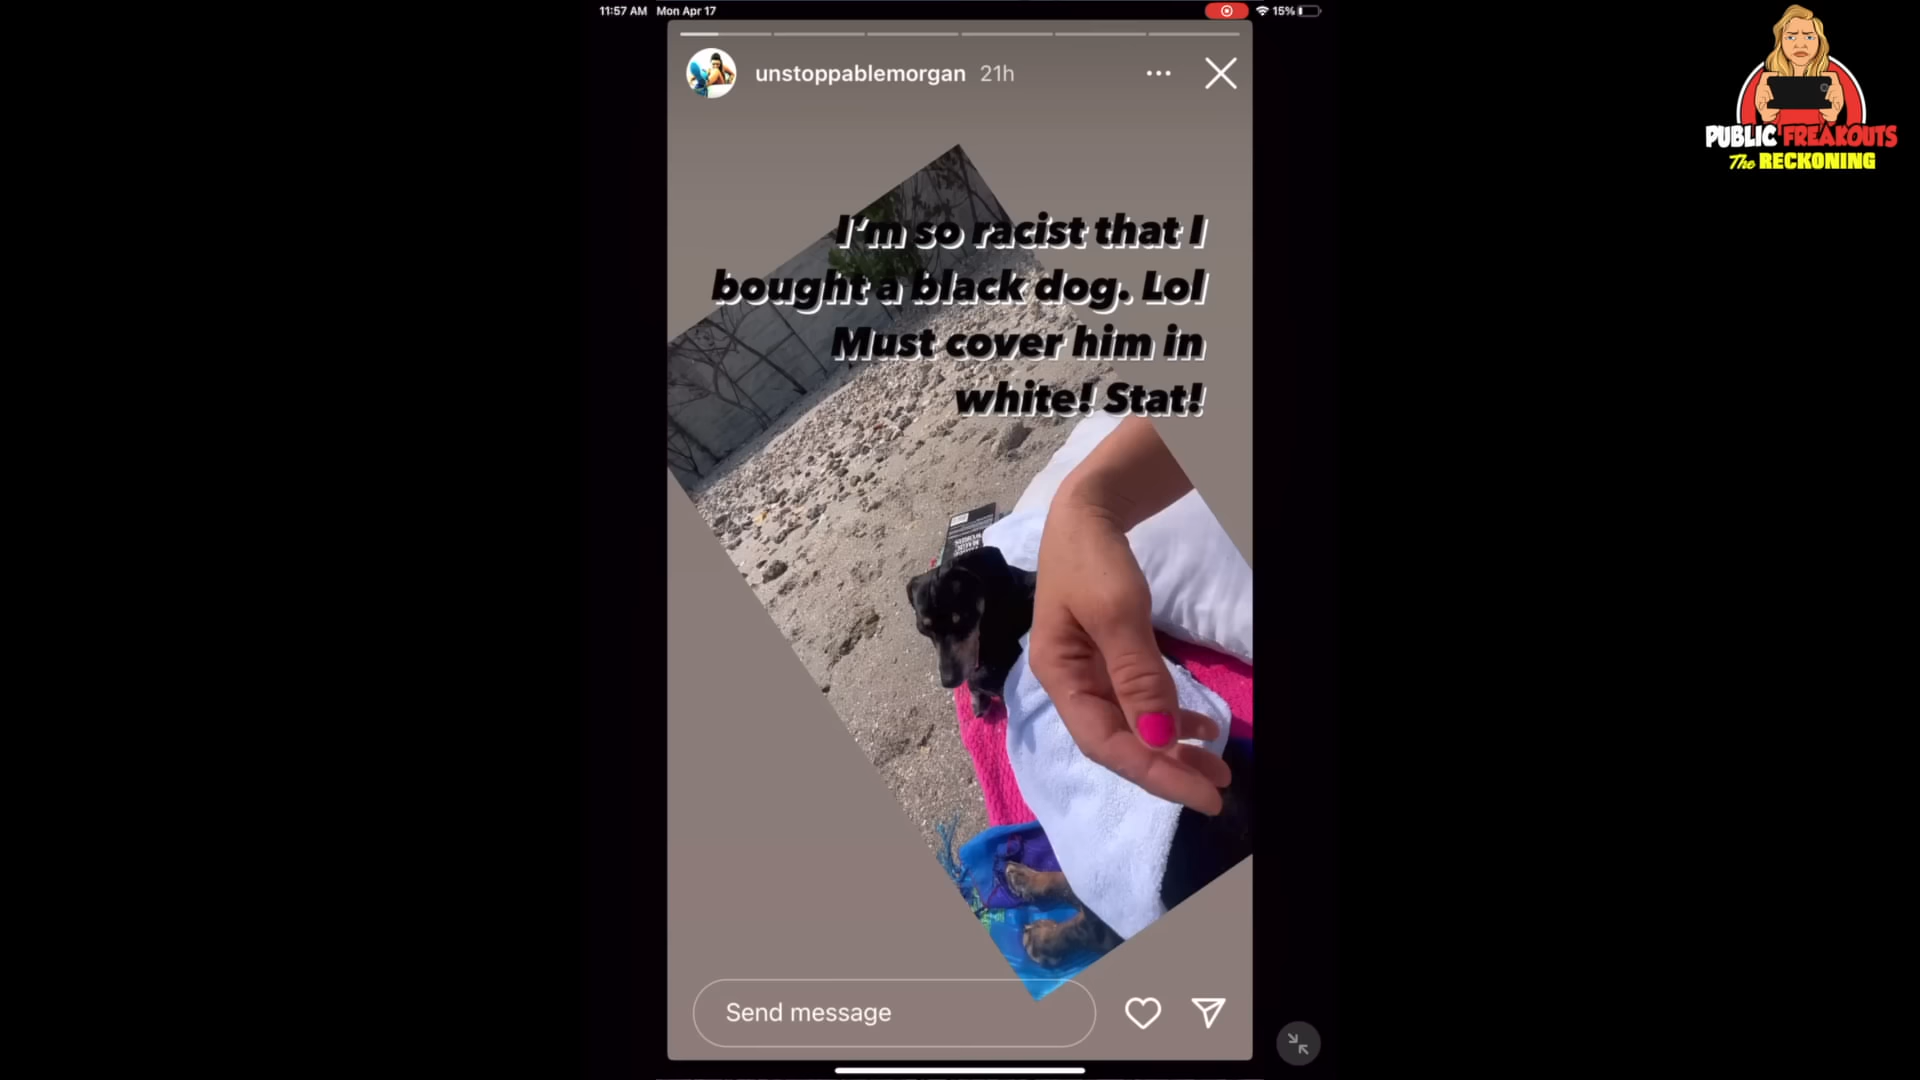 11:57 AM Mon Apr 17
15%
unstoppablemorgan 21h
I'm so racist that I
bought a black dog. Lol
Must cover him in
white! Stat!
Send message
PUBLIC FREAKOUTS
The RECKONING